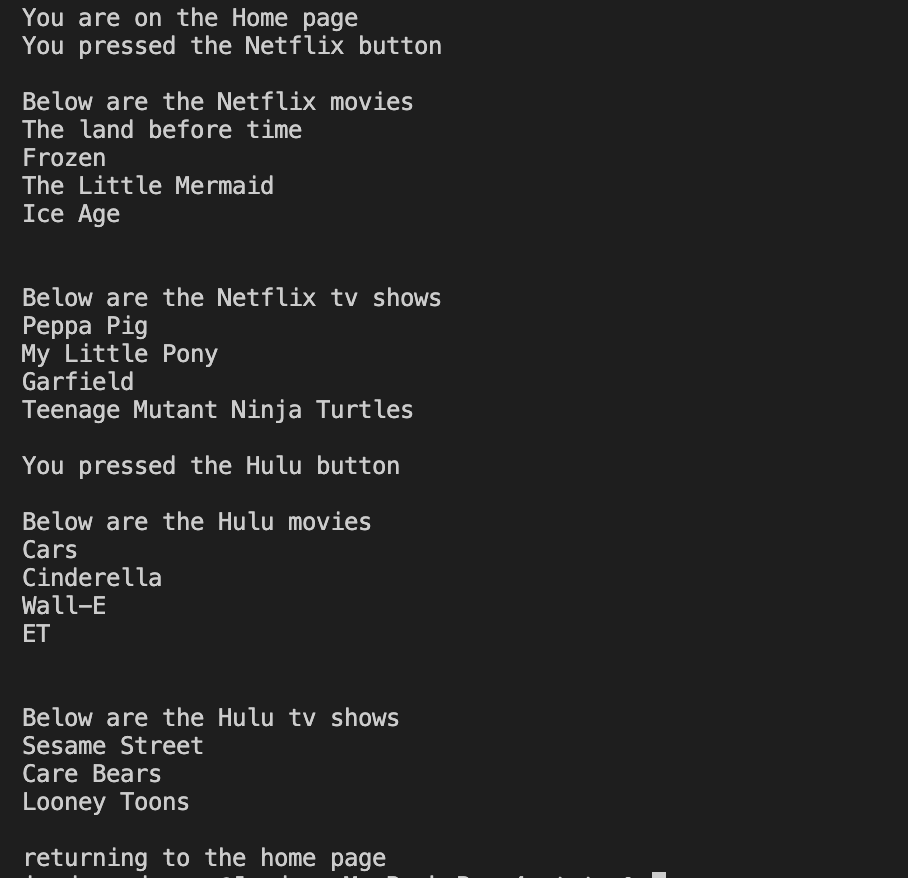 You are on the Home page
You pressed the Netflix button
Below are the Netflix movies
The land before time
Frozen
The Little Mermaid
Ice Age
Below are the Netflix tv shows
Peppa Pig
My Little Pony
Garfield
Teenage Mutant Ninja Turtles
You pressed the Hulu button
Below are the Hulu movies
Cars
Cinderella
Wall-E
ET
Below are the Hulu tv shows
Sesame Street
Care Bears
Looney Toons
returning to the home page